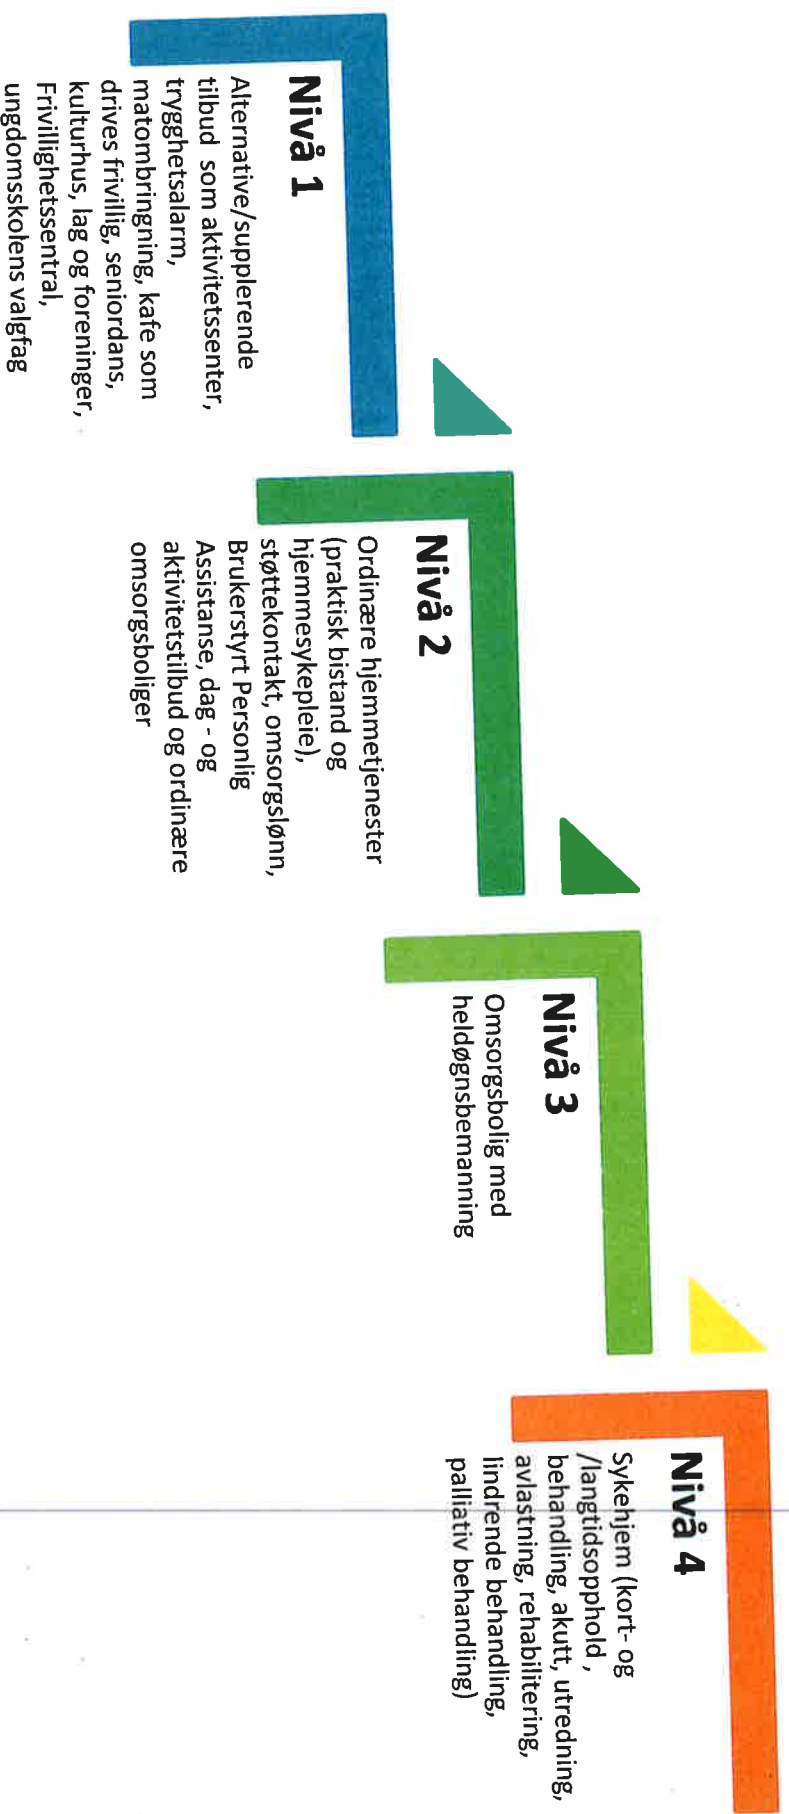 Nivå 1
Alternative/supplerende
tilbud som aktivitetssenter,
trygghetsalarm,
matombringning, kafe som
drives frivillig, seniordans,
kulturhus, lag og foreninger,
Frivillighetssentral,
ungdomsskolens valgfag
Nivå 2
Ordinære hjemmetjenester
(praktisk bistand og
hjemmesykepleie),
støttekontakt, omsorgslønn,
Brukerstyrt Personlig
Assistanse, dag - og
aktivitetstilbud og ordinære
omsorgsboliger
Nivå 3
Omsorgsbolig med
heldøgnsbemanning
Nivå 4
Sykehjem (kort- og
/langtidsopphold ,
behandling, akutt, utredning,
avlastning, rehabilitering,
lindrende behandling,
palliativ behandling)